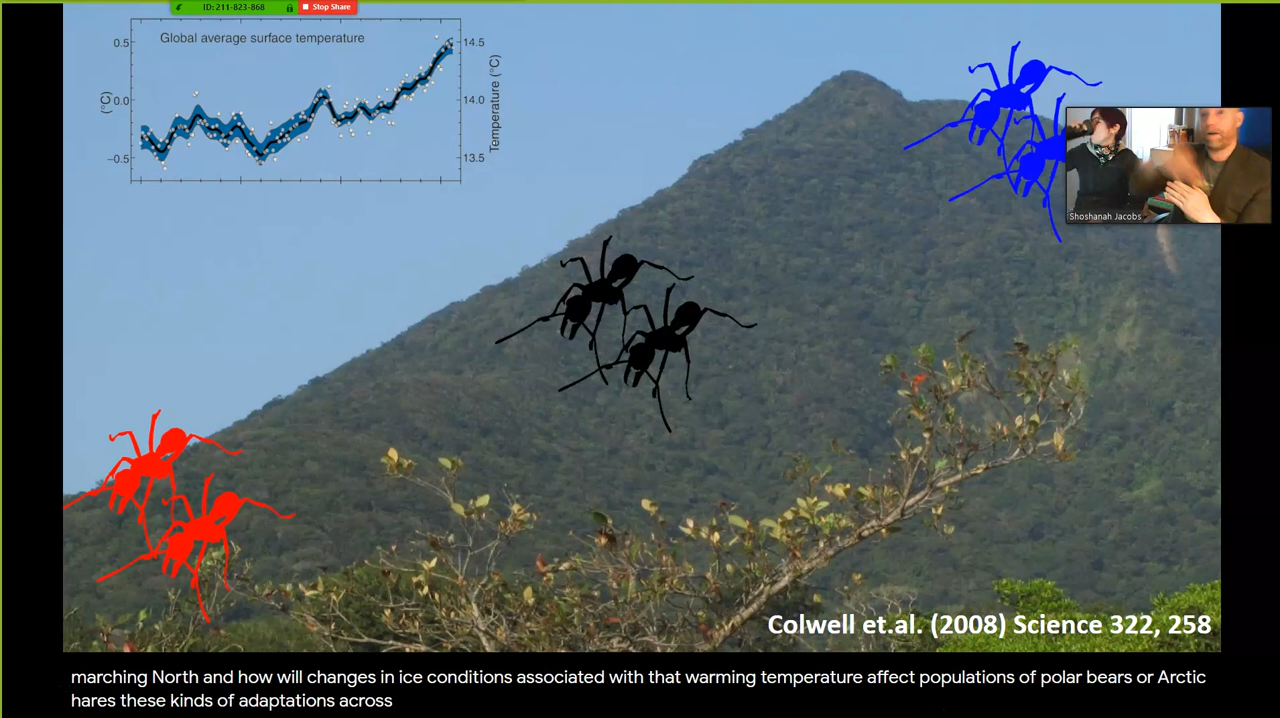 ID: 211-823-868
Stop Share
Global average surface temperature
0.5
0.0
−0.5
(°C)
14.5
14.0
13.5
Temperature (°C)
Shoshanah Jacobs
Colwell et.al. (2008) Science 322, 258
marching North and how will changes in ice conditions associated with that warming temperature affect populations of polar bears or Arctic
hares these kinds of adaptations across